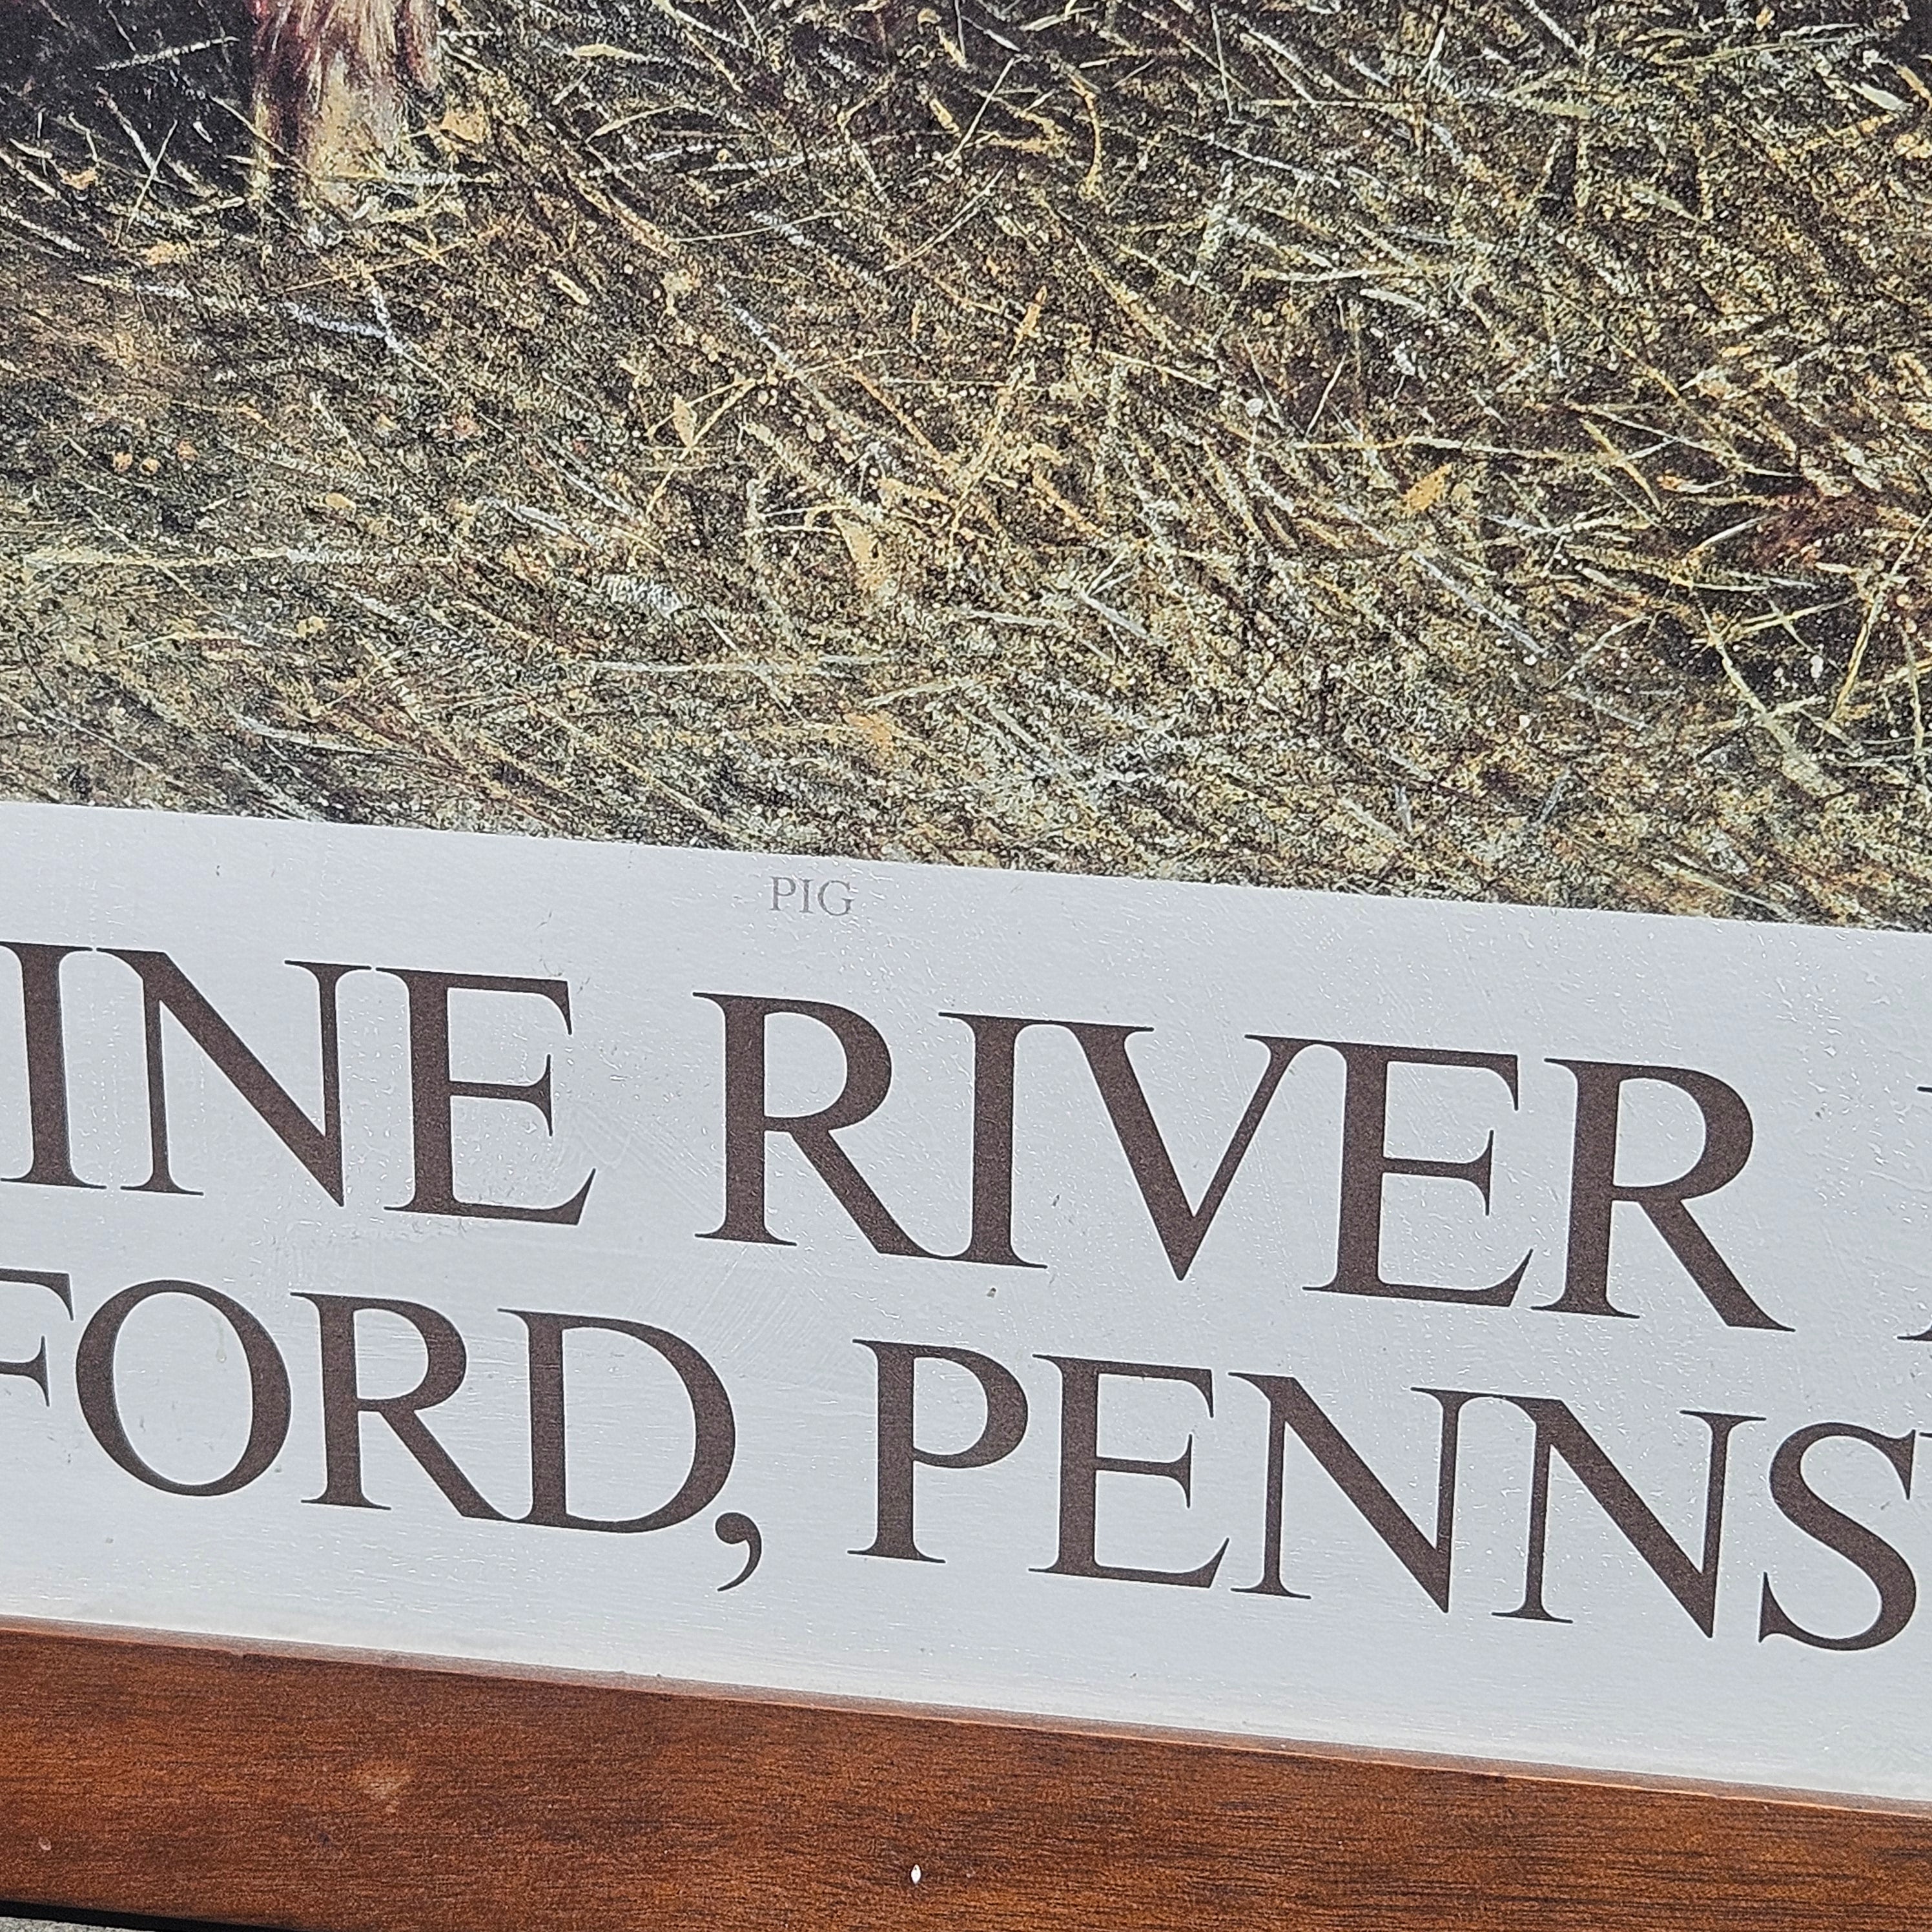 PIG
INE RIVER
FORD, PENNS